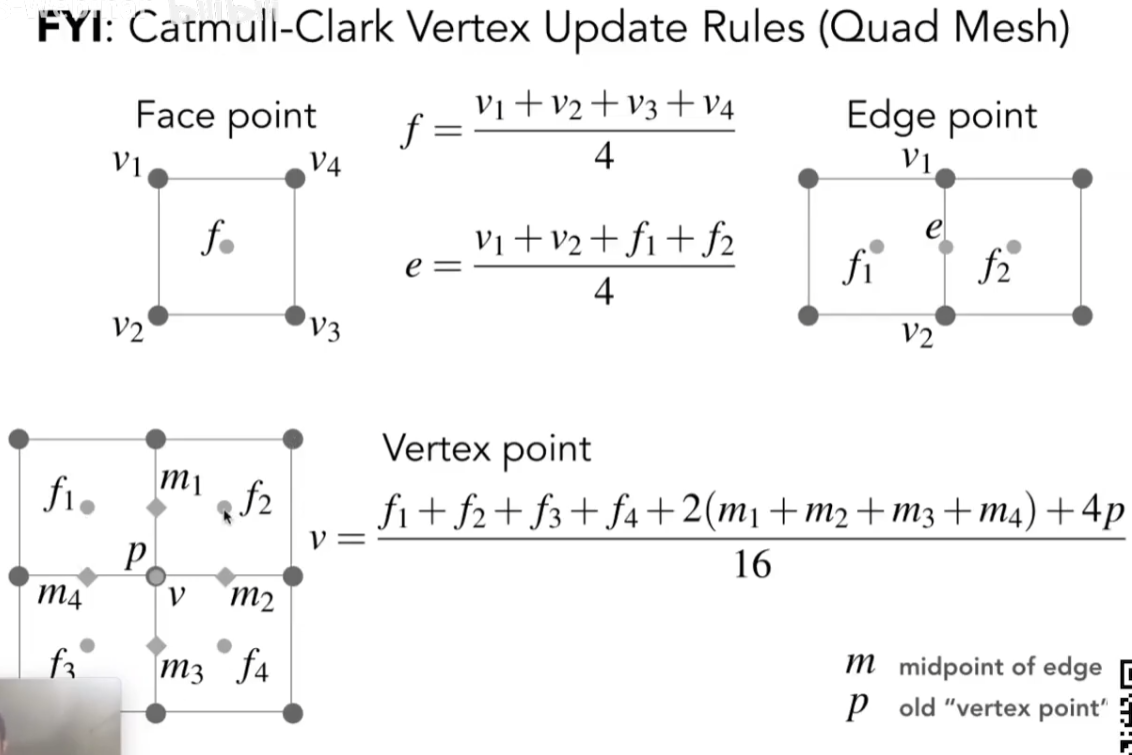 FYI: Catmull-Clark Vertex Update Rules (Quad Mesh)
Face point
f = (v1 + v2 + v3 + v4) / 4
Edge point
v1
v4
f
v2
v3
e = (v1 + v2 + f1 + f2) / 4
v1
e
f1
f2
v2
Vertex point
v = (f1 + f2 + f3 + f4 + 2(m1 + m2 + m3 + m4) + 4p) / 16
f1
m1
f2
p
m4
v
m2
f3
m3
f4
m midpoint of edge
p old "vertex point"